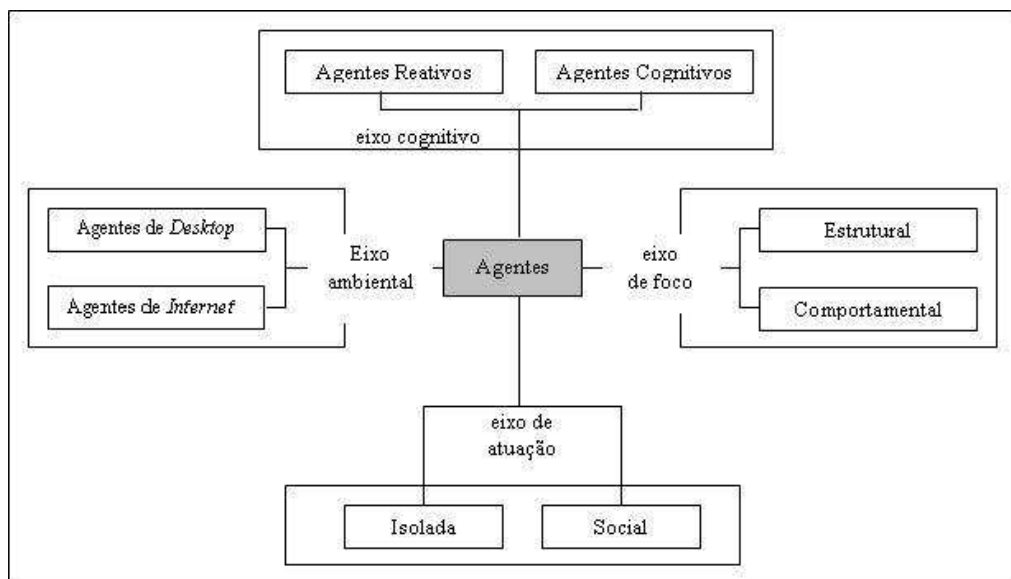 Agentes Reativos
Agentes Cognitivos
eixo cognitivo
Agentes de Desktop
Agentes de Internet
Eixo
ambiental
Agentes
eixo
de foco
Estrutural
Comportamental
eixo de
atuação
Isolada
Social